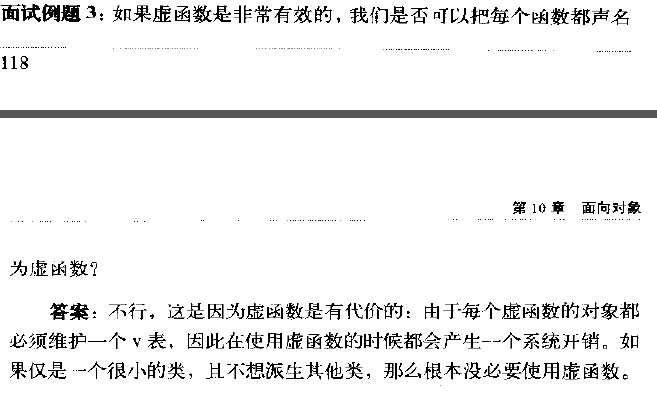 面试例题 3：如果虚函数是非常有效的，我们是否可以把每个函数都声名
118
第 10 章 面向对象
为虚函数？
答案：不行，这是因为虚函数是有代价的：由于每个虚函数的对象都
必须维护一个 v 表，因此在使用虚函数的时候都会产生一个系统开销。如
果仅是一个很小的类，且不想派生其他类，那么根本没必要使用虚函数。